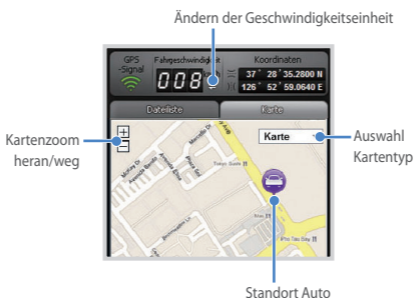 Ändern der Geschwindigkeitseinheit
GPS
-Signal
Fahrgeschwindigkeit
008
Koordinaten
37° 28' 35.2800 N
126° 52' 59.0640 E
Dateiliste
Karte
Kartenzoom
heran/weg
+
−
Karte
Auswahl
Kartentyp
Standort Auto